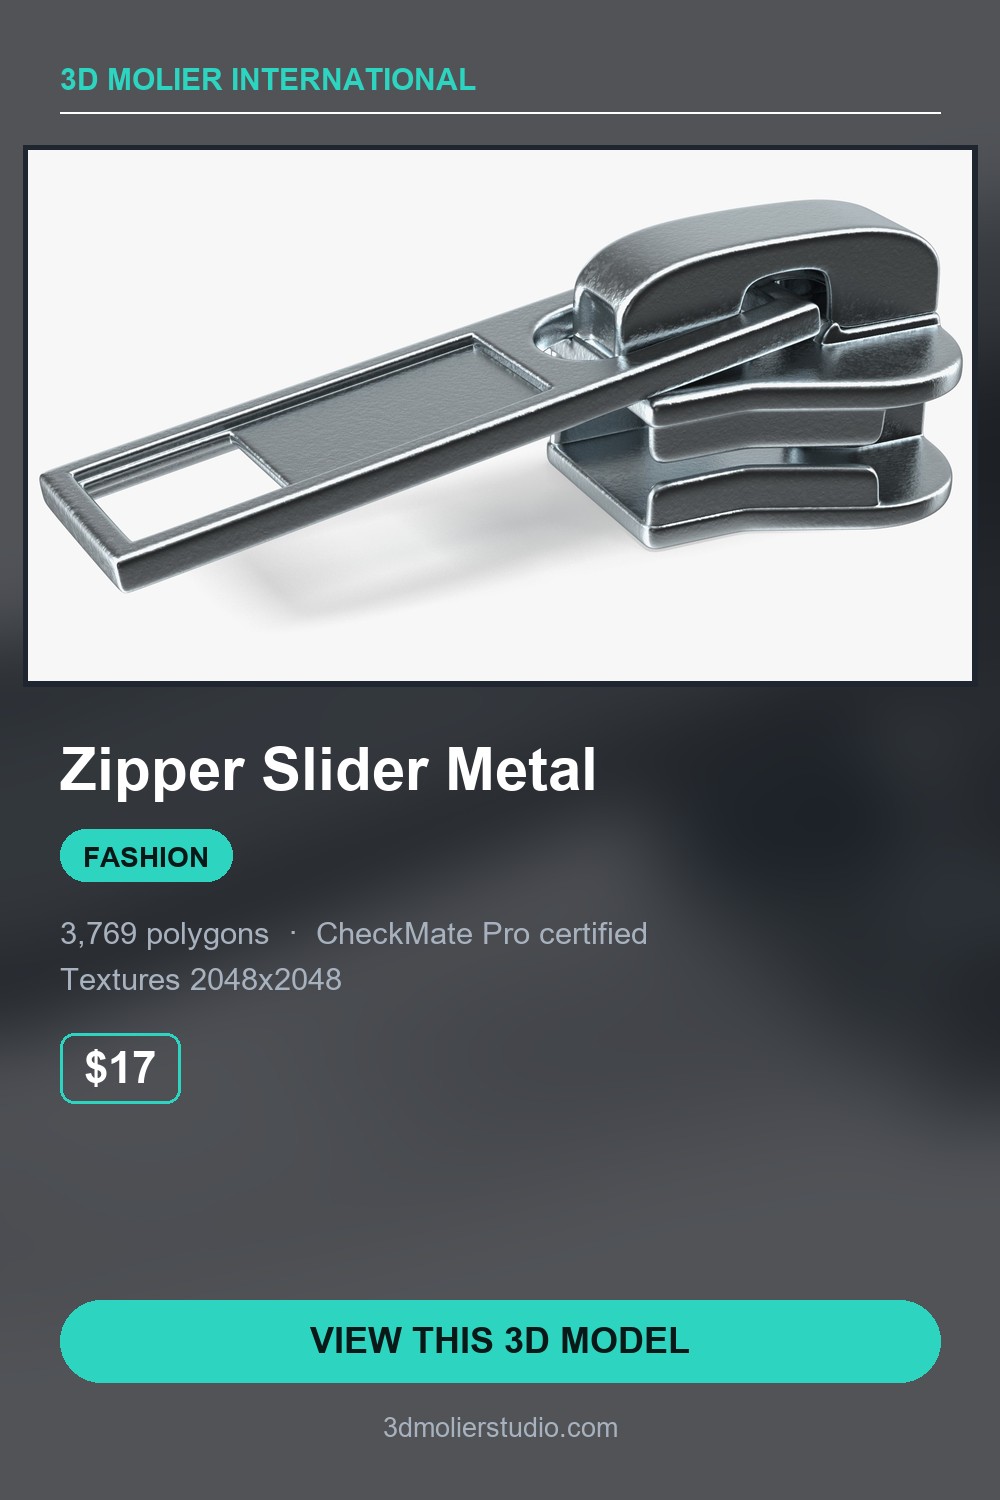 3D MOLIER INTERNATIONAL
Zipper Slider Metal
FASHION
3,769 polygons · CheckMate Pro certified
Textures 2048x2048
$17
VIEW THIS 3D MODEL
3dmolierstudio.com